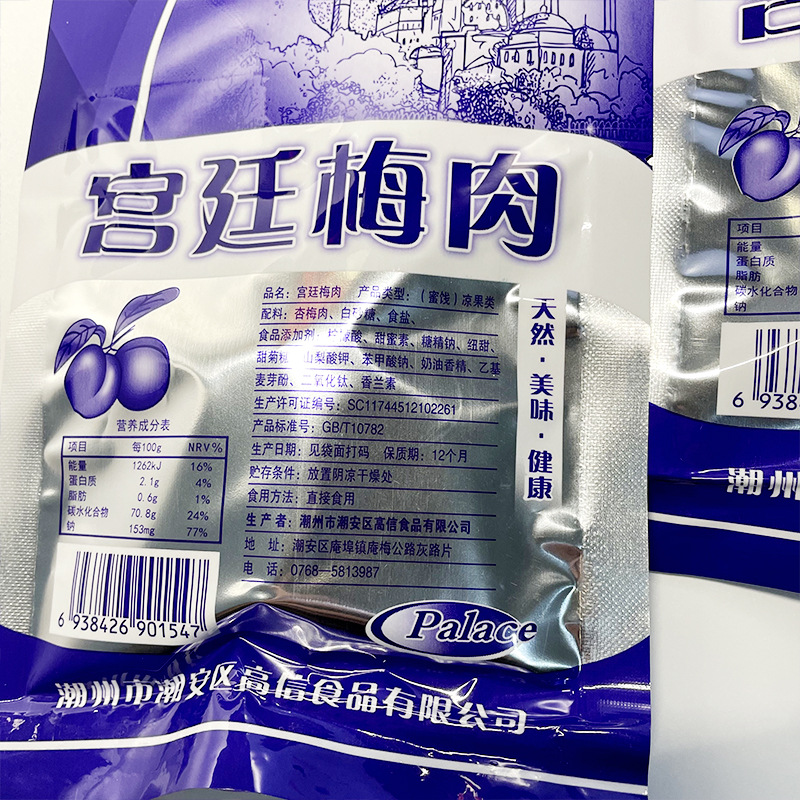 宫廷梅肉
品名：宫廷梅肉 产品类型：（蜜饯）凉果类
配料：杏梅肉、白砂糖、食盐、
食品添加剂：柠檬酸、甜蜜素、糖精钠、纽甜、
甜菊糖、山梨酸钾、苯甲酸钠、奶油香精、乙基
麦芽酚、二氧化钛、香兰素
生产许可证编号：SC11744512102261
产品标准号：GB/T10782
生产日期：见袋面打码 保质期：12个月
贮存条件：放置阴凉干燥处
食用方法：直接食用
生产者：潮州市潮安区高信食品有限公司
地 址：潮安区庵埠镇庵梅公路灰路片
电 话：0768—5813987
天然·美味·健康
营养成分表
项目 每100g NRV%
能量 1262kJ 16%
蛋白质 2.1g 4%
脂肪 0.6g 1%
碳水化合物 70.8g 24%
钠 153mg 77%
6 938426 901547
Palace
潮州市潮安区高信食品有限公司
项目
能量
蛋白质
脂肪
碳水化合物
钠
6 938
潮州